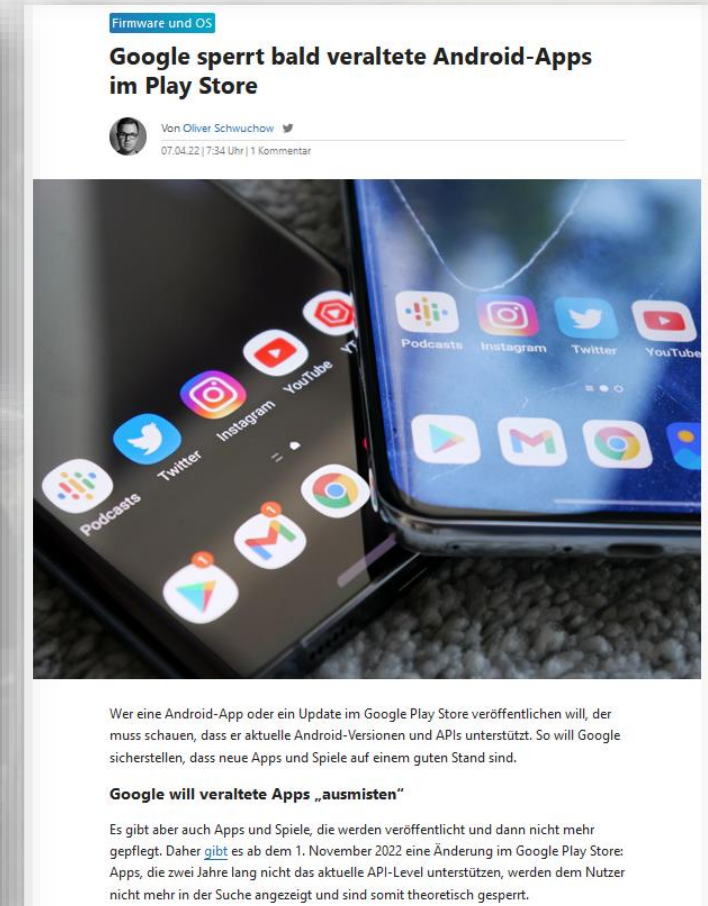 Firmware und OS
Google sperrt bald veraltete Android-Apps
im Play Store
Von Oliver Schwuchow
07.04.22 | 7:34 Uhr | 1 Kommentar
Podcasts
Instagram
Twitter
YouTube
Podcasts
Twitter
Instagram
YouTube
YT
1
1
Wer eine Android-App oder ein Update im Google Play Store veröffentlichen will, der
muss schauen, dass er aktuelle Android-Versionen und APIs unterstützt. So will Google
sicherstellen, dass neue Apps und Spiele auf einem guten Stand sind.
Google will veraltete Apps „ausmisten“
Es gibt aber auch Apps und Spiele, die werden veröffentlicht und dann nicht mehr
gepflegt. Daher gibt es ab dem 1. November 2022 eine Änderung im Google Play Store:
Apps, die zwei Jahre lang nicht das aktuelle API-Level unterstützen, werden dem Nutzer
nicht mehr in der Suche angezeigt und sind somit theoretisch gesperrt.